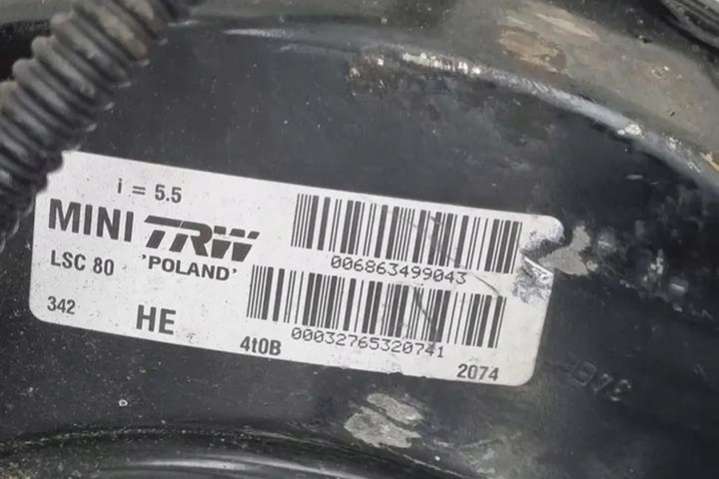 i = 5.5
MINI TRW
006863499043
LSC 80 'POLAND'
342 HE 4t0B
00032765320741
2074